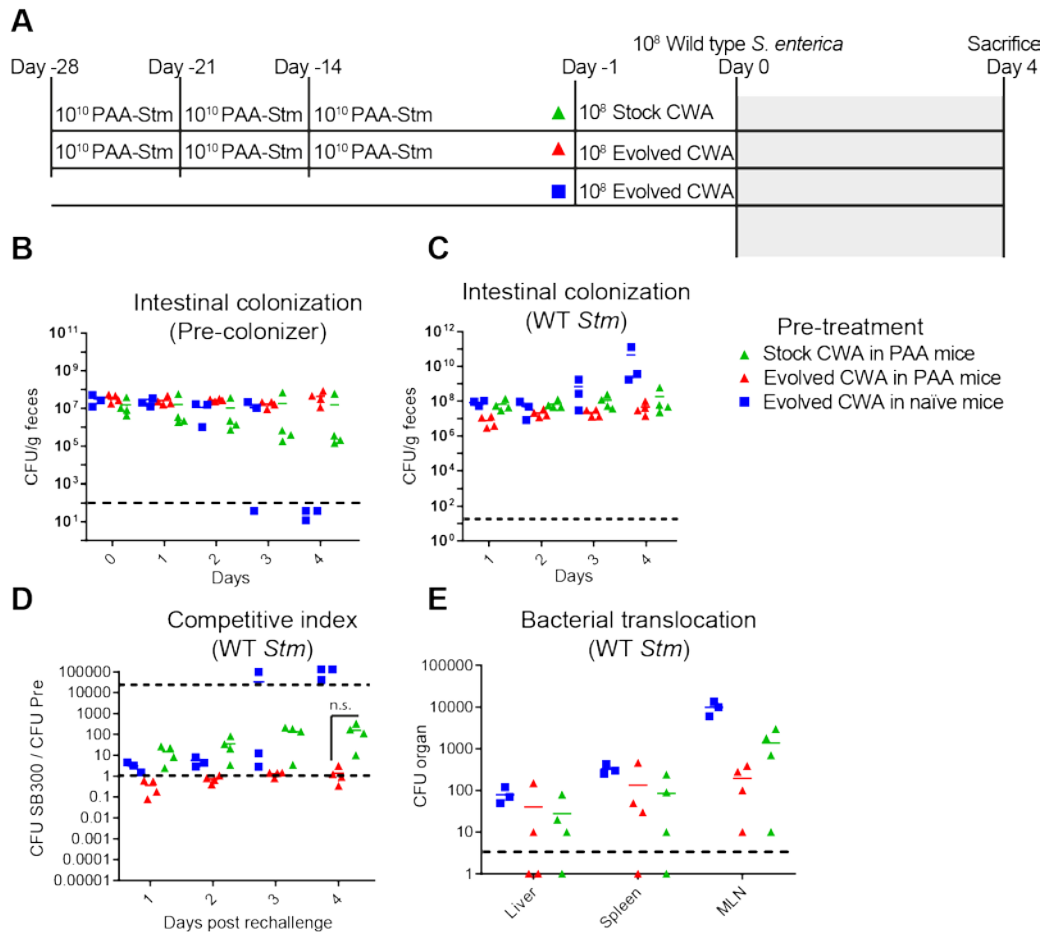 A
10⁸ Wild type S. enterica Sacrifice
Day -28 Day -21 Day -14 Day -1 Day 0 Day 4
10¹⁰ PAA-Stm 10¹⁰ PAA-Stm 10¹⁰ PAA-Stm 10⁸ Stock CWA
10¹⁰ PAA-Stm 10¹⁰ PAA-Stm 10¹⁰ PAA-Stm 10⁸ Evolved CWA
10⁸ Evolved CWA
B
Intestinal colonization
(Pre-colonizer)
CFU/g feces
10¹¹
10⁹
10⁷
10⁵
10³
10¹
0 1 2 3 4
Days
C
Intestinal colonization
(WT Stm)
CFU/g feces
10¹²
10¹⁰
10⁸
10⁶
10⁴
10²
10⁰
1 2 3 4
Days
Pre-treatment
Stock CWA in PAA mice
Evolved CWA in PAA mice
Evolved CWA in naïve mice
D
Competitive index
(WT Stm)
CFU SB300 / CFU Pre
100000
10000
1000
100
10
1
0.1
0.01
0.001
0.0001
0.00001
n.s.
1 2 3 4
Days post rechallenge
E
Bacterial translocation
(WT Stm)
CFU organ
100000
10000
1000
100
10
1
Liver Spleen MLN